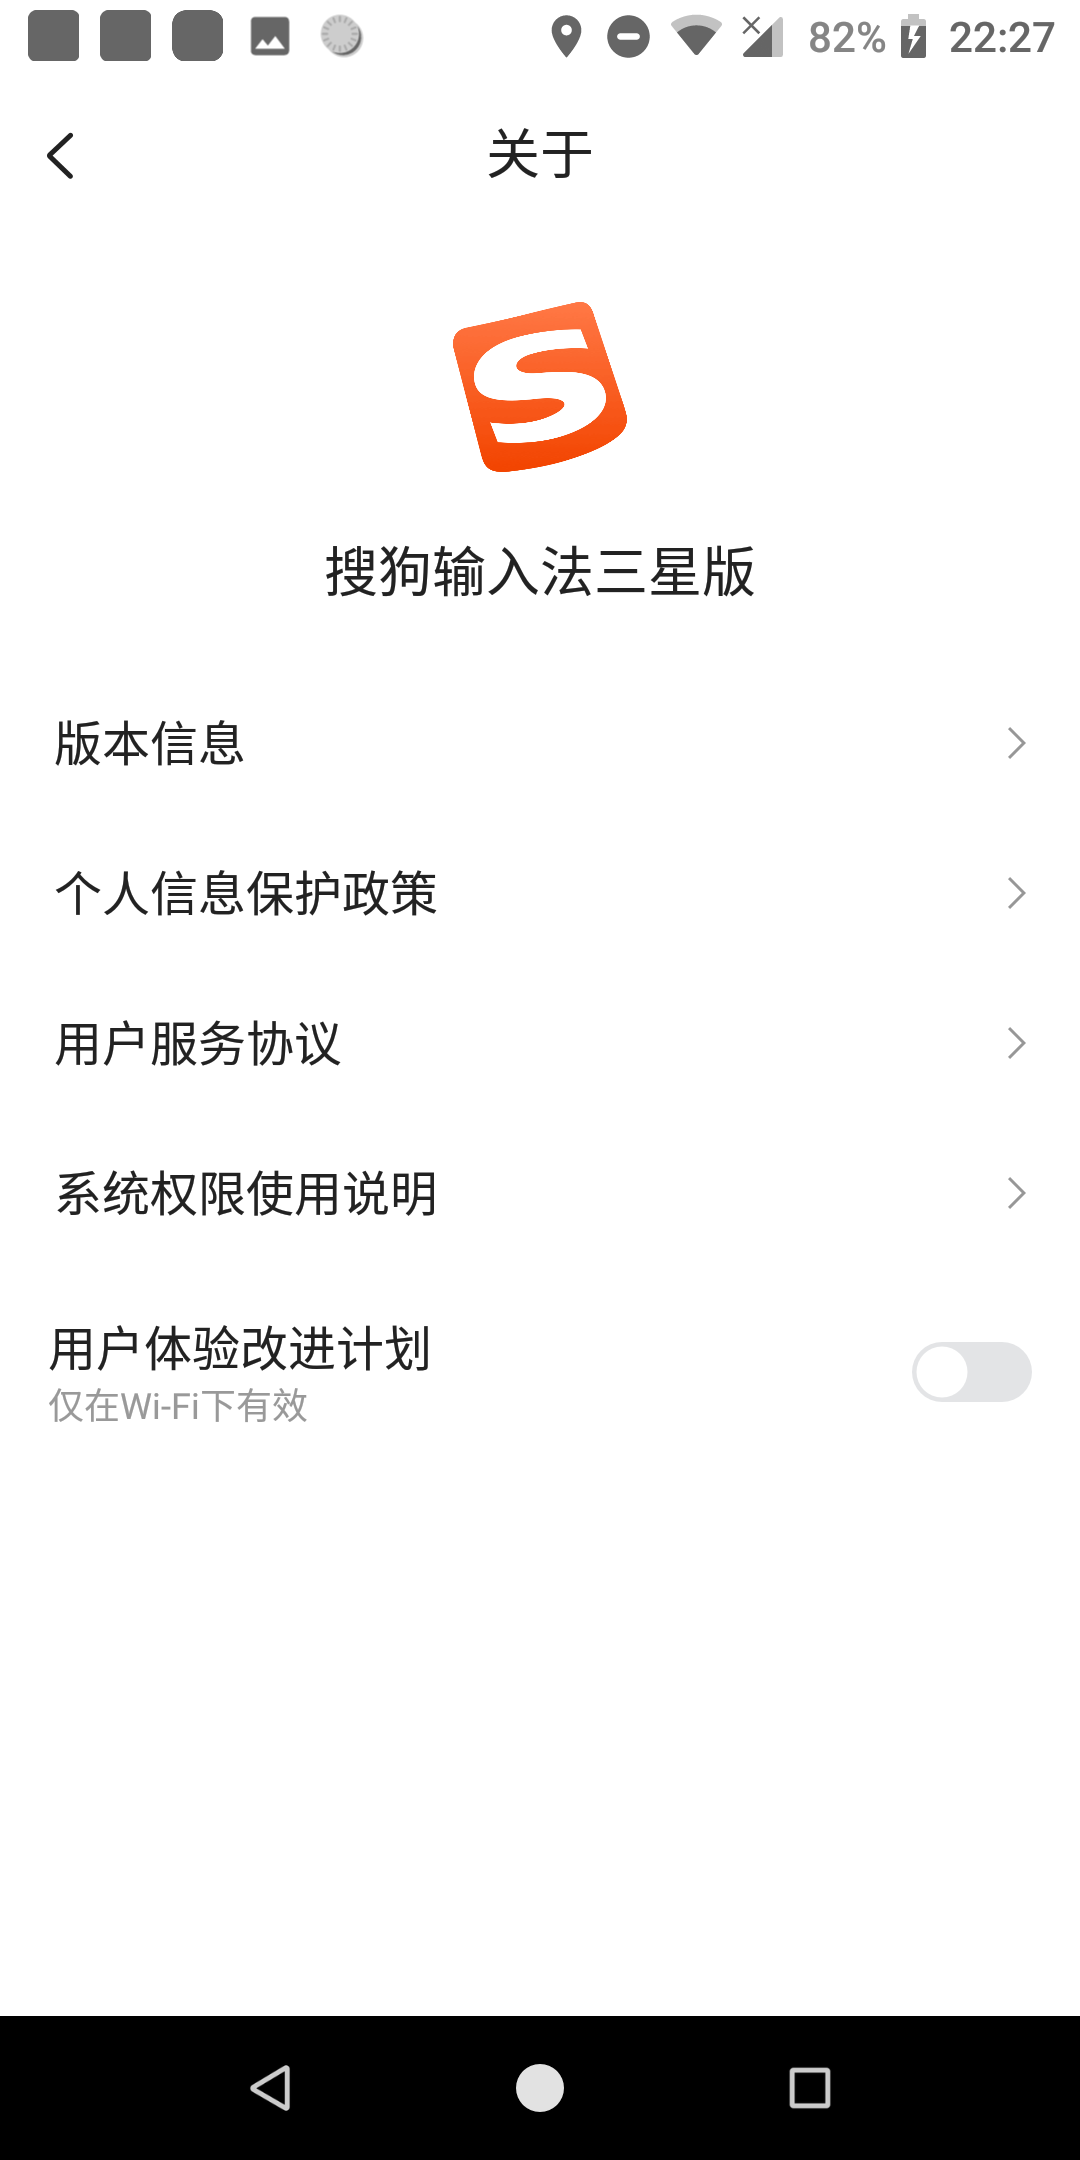 82% 22:27
关于
搜狗输入法三星版
版本信息
个人信息保护政策
用户服务协议
系统权限使用说明
用户体验改进计划
仅在Wi-Fi下有效